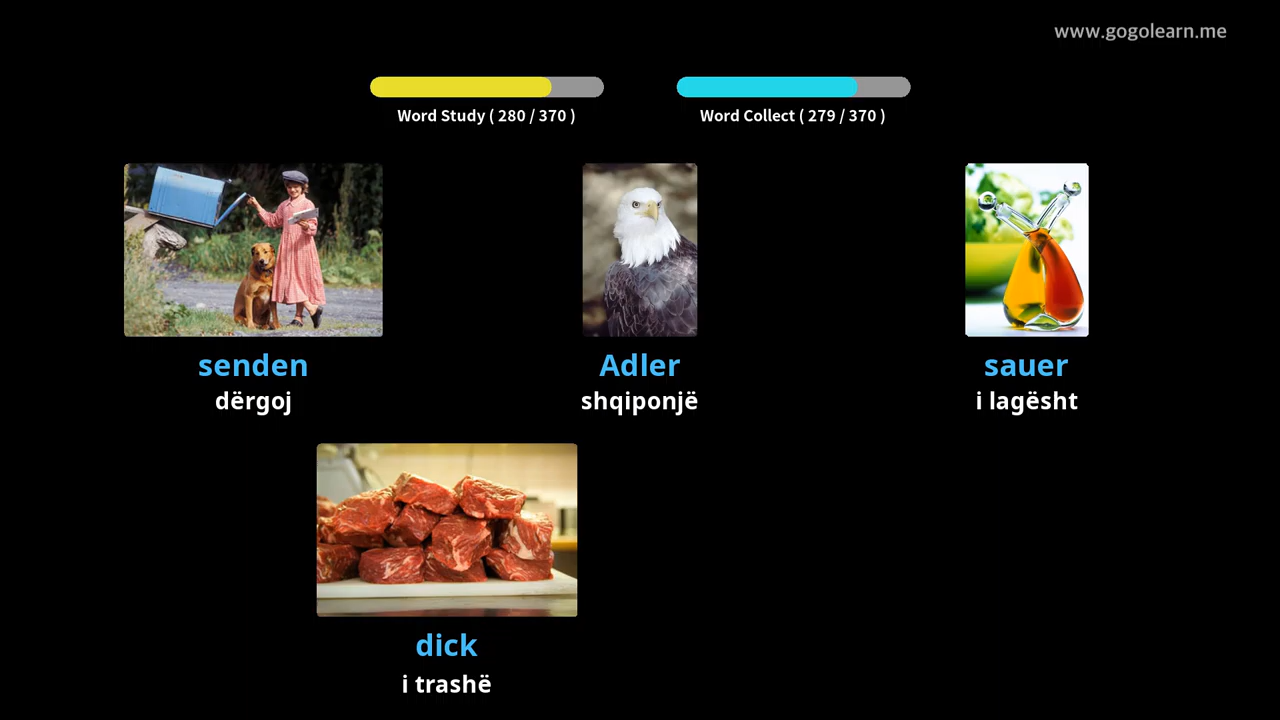 www.gogolearn.me
Word Study ( 280 / 370 )
Word Collect ( 279 / 370 )
senden
dërgoj
Adler
shqiponjë
sauer
i lagësht
dick
i trashë